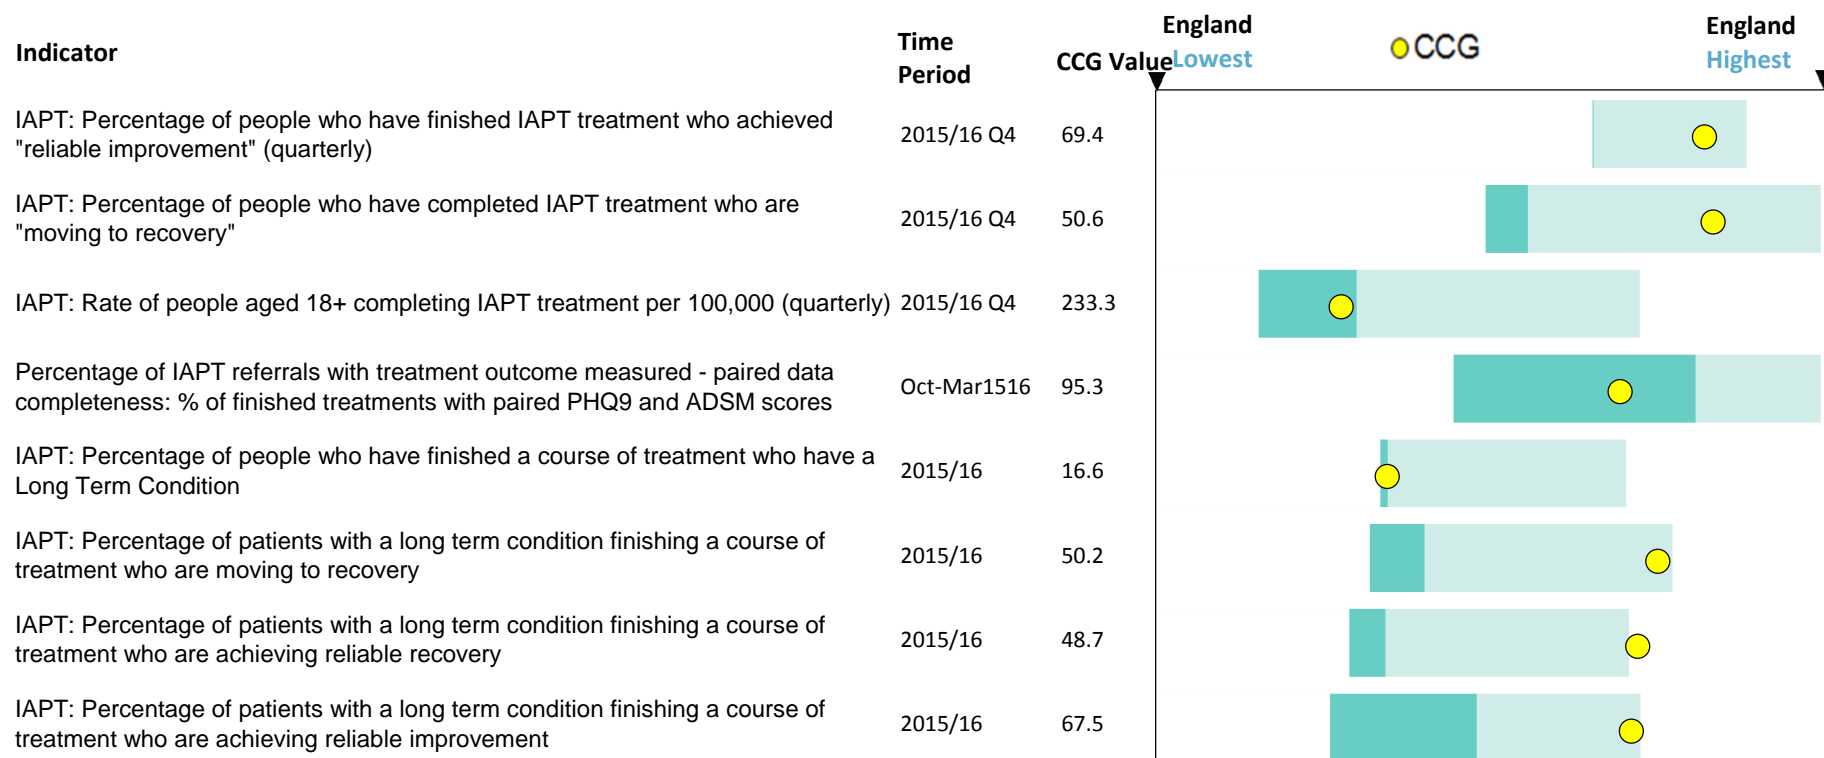 Indicator
Time
Period
CCG Value
England
Lowest
CCG
England
Highest
IAPT: Percentage of people who have finished IAPT treatment who achieved
"reliable improvement" (quarterly)
2015/16 Q4
69.4
IAPT: Percentage of people who have completed IAPT treatment who are
"moving to recovery"
2015/16 Q4
50.6
IAPT: Rate of people aged 18+ completing IAPT treatment per 100,000 (quarterly)
2015/16 Q4
233.3
Percentage of IAPT referrals with treatment outcome measured - paired data
completeness: % of finished treatments with paired PHQ9 and ADSM scores
Oct-Mar1516
95.3
IAPT: Percentage of people who have finished a course of treatment who have a
Long Term Condition
2015/16
16.6
IAPT: Percentage of patients with a long term condition finishing a course of
treatment who are moving to recovery
2015/16
50.2
IAPT: Percentage of patients with a long term condition finishing a course of
treatment who are achieving reliable recovery
2015/16
48.7
IAPT: Percentage of patients with a long term condition finishing a course of
treatment who are achieving reliable improvement
2015/16
67.5